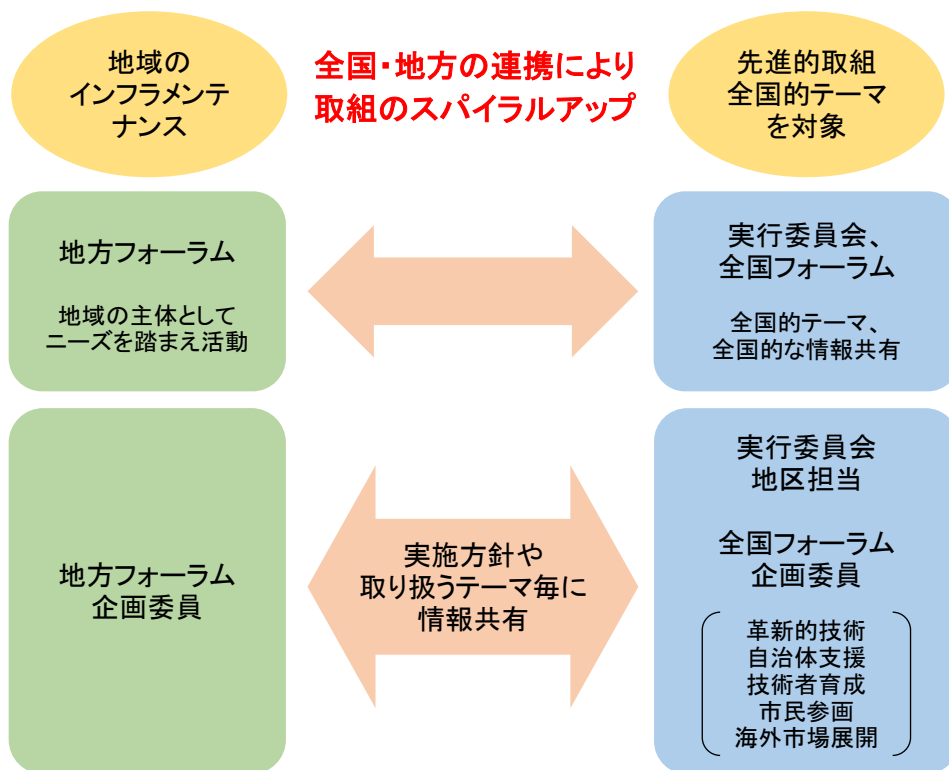 地域の
インフラメンテ
ナンス
全国・地方の連携により
取組のスパイラルアップ
先進的取組
全国的テーマ
を対象
地方フォーラム
地域の主体として
ニーズを踏まえ活動
実行委員会、
全国フォーラム
全国的テーマ、
全国的な情報共有
地方フォーラム
企画委員
実施方針や
取り扱うテーマ毎に
情報共有
実行委員会
地区担当
全国フォーラム
企画委員
革新的技術
自治体支援
技術者育成
市民参画
海外市場展開